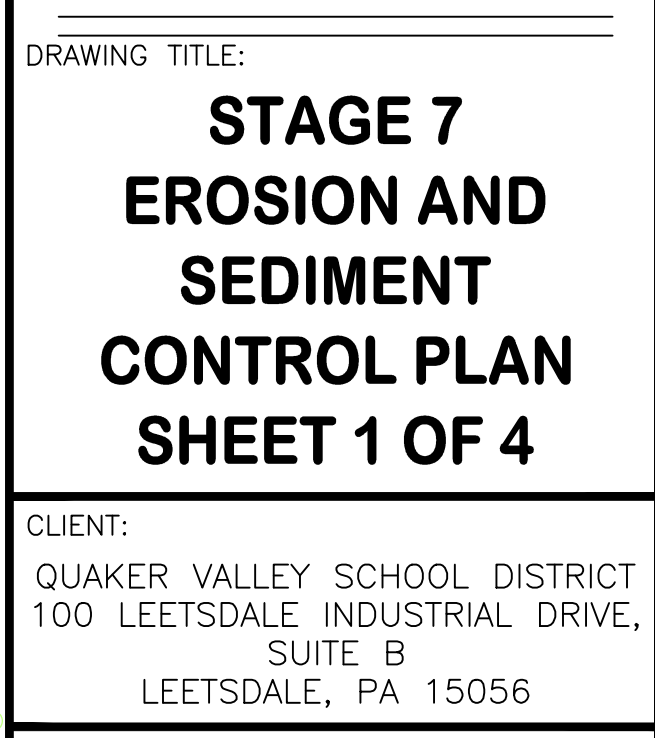 DRAWING TITLE:
STAGE 7
EROSION AND
SEDIMENT
CONTROL PLAN
SHEET 1 OF 4
CLIENT:
QUAKER VALLEY SCHOOL DISTRICT
100 LEETSDALE INDUSTRIAL DRIVE,
SUITE B
LEETSDALE, PA 15056